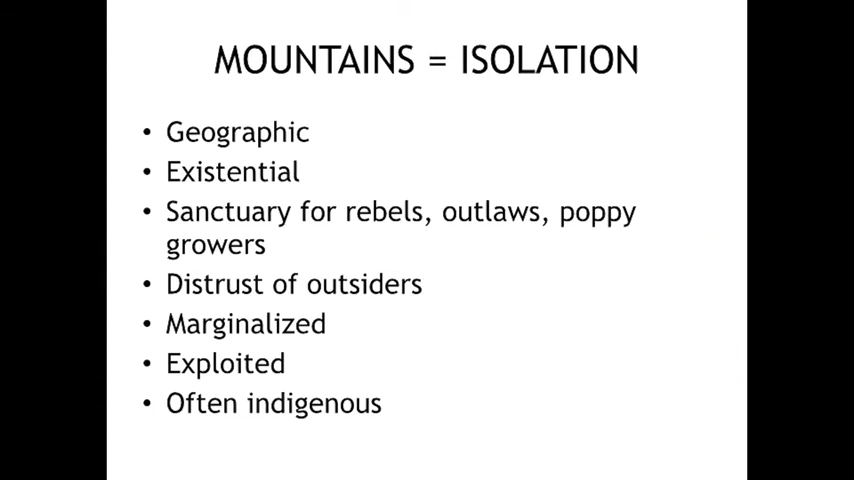 MOUNTAINS = ISOLATION
• Geographic
• Existential
• Sanctuary for rebels, outlaws, poppy
growers
• Distrust of outsiders
• Marginalized
• Exploited
• Often indigenous